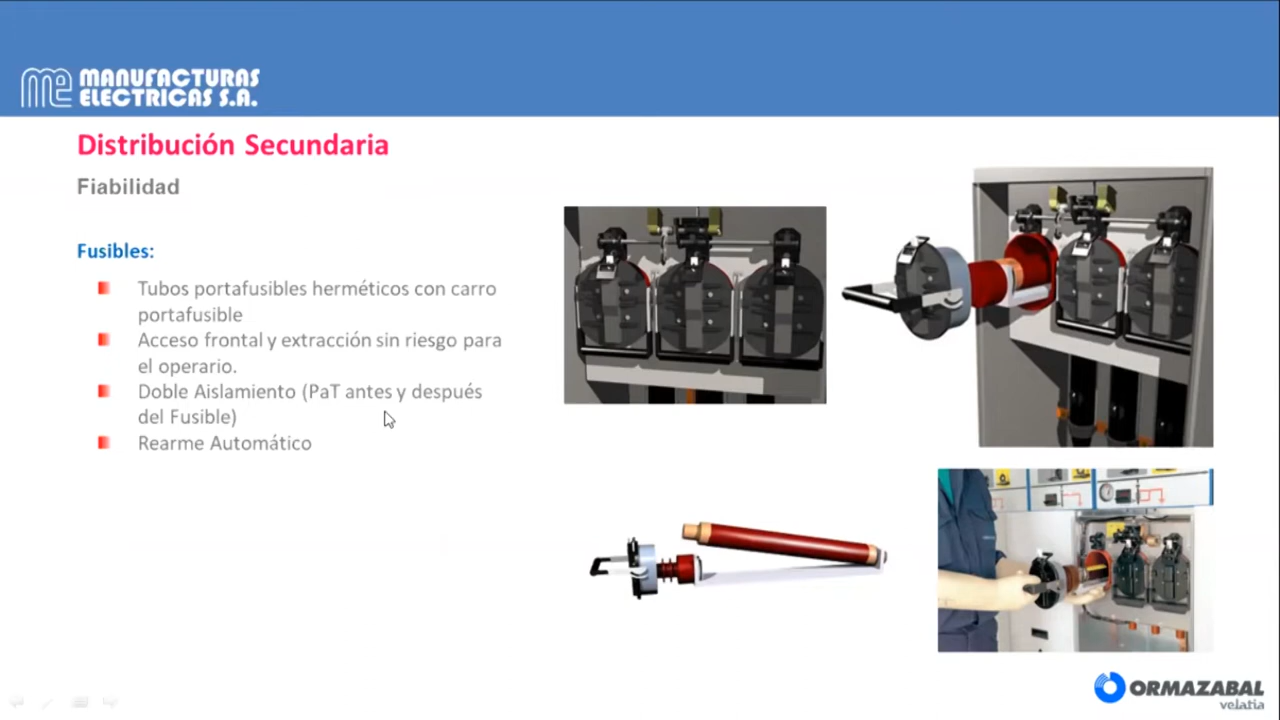 MANUFACTURAS
ELECTRICAS S.A.
Distribución Secundaria
Fiabilidad
Fusibles:
Tubos portafusibles herméticos con carro
portafusible
Acceso frontal y extracción sin riesgo para
el operario.
Doble Aislamiento (PaT antes y después
del Fusible)
Rearme Automático
ORMAZABAL
velatia